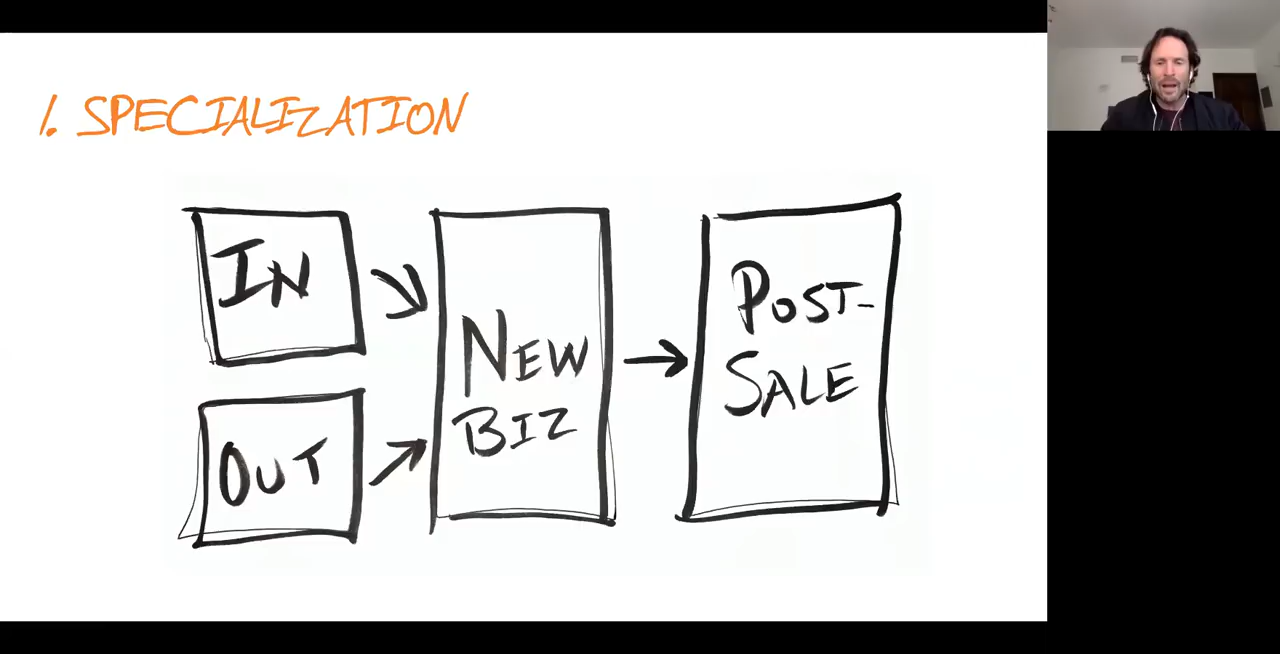 1. SPECIALIZATION
IN
OUT
NEW
BIZ
POST-
SALE